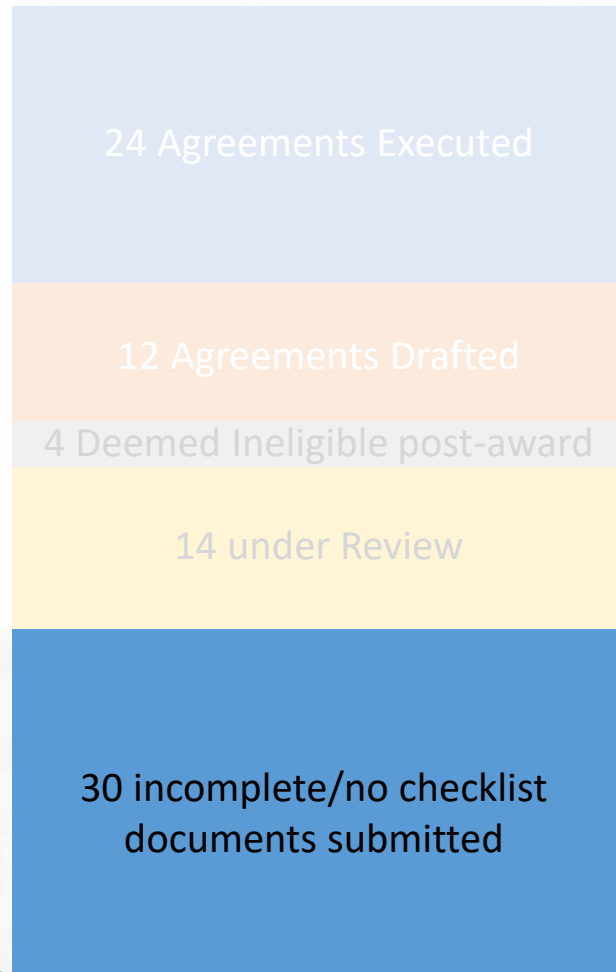 24 Agreements Executed
12 Agreements Drafted
4 Deemed Ineligible post-award
14 under Review
30 incomplete/no checklist
documents submitted